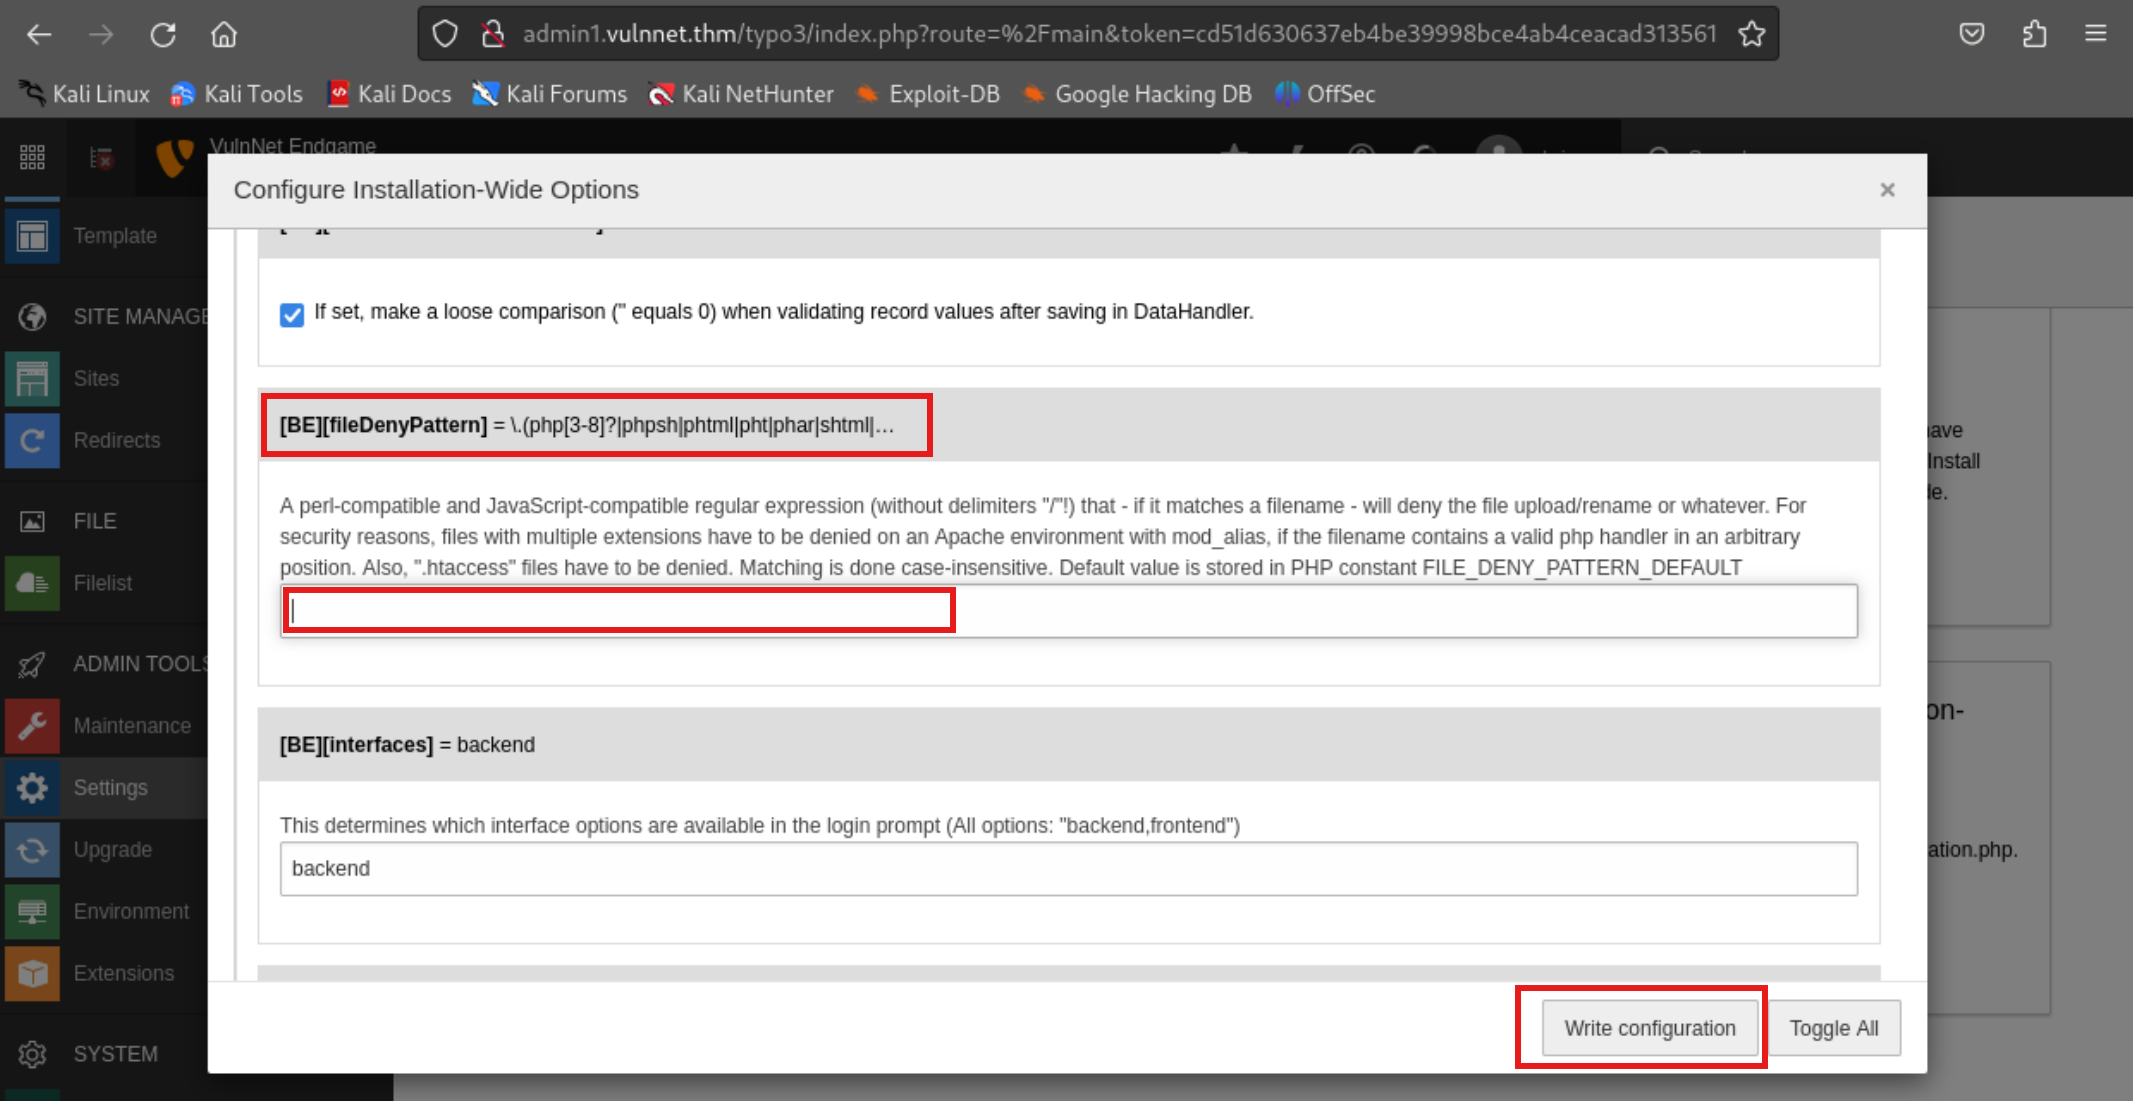 admin1.vulnnet.thm/typo3/index.php?route=%2Fmain&token=cd51d630637eb4be39998bce4ab4ceacad313561
Kali Linux Kali Tools Kali Docs Kali Forums Kali NetHunter Exploit-DB Google Hacking DB OffSec
VulnNet Endgame
Configure Installation-Wide Options ×
Template
SITE MANAGE
Sites
Redirects
FILE
Filelist
ADMIN TOOLS
Maintenance
Settings
Upgrade
Environment
Extensions
SYSTEM
If set, make a loose comparison ('' equals 0) when validating record values after saving in DataHandler.
[BE][fileDenyPattern] = \.(php[3-8]?|phpsh|phtml|pht|phar|shtml|…
A perl-compatible and JavaScript-compatible regular expression (without delimiters "/"!) that - if it matches a filename - will deny the file upload/rename or whatever. For
security reasons, files with multiple extensions have to be denied on an Apache environment with mod_alias, if the filename contains a valid php handler in an arbitrary
position. Also, ".htaccess" files have to be denied. Matching is done case-insensitive. Default value is stored in PHP constant FILE_DENY_PATTERN_DEFAULT
[BE][interfaces] = backend
This determines which interface options are available in the login prompt (All options: "backend,frontend")
backend
Write configuration Toggle All
Install
ation.php.